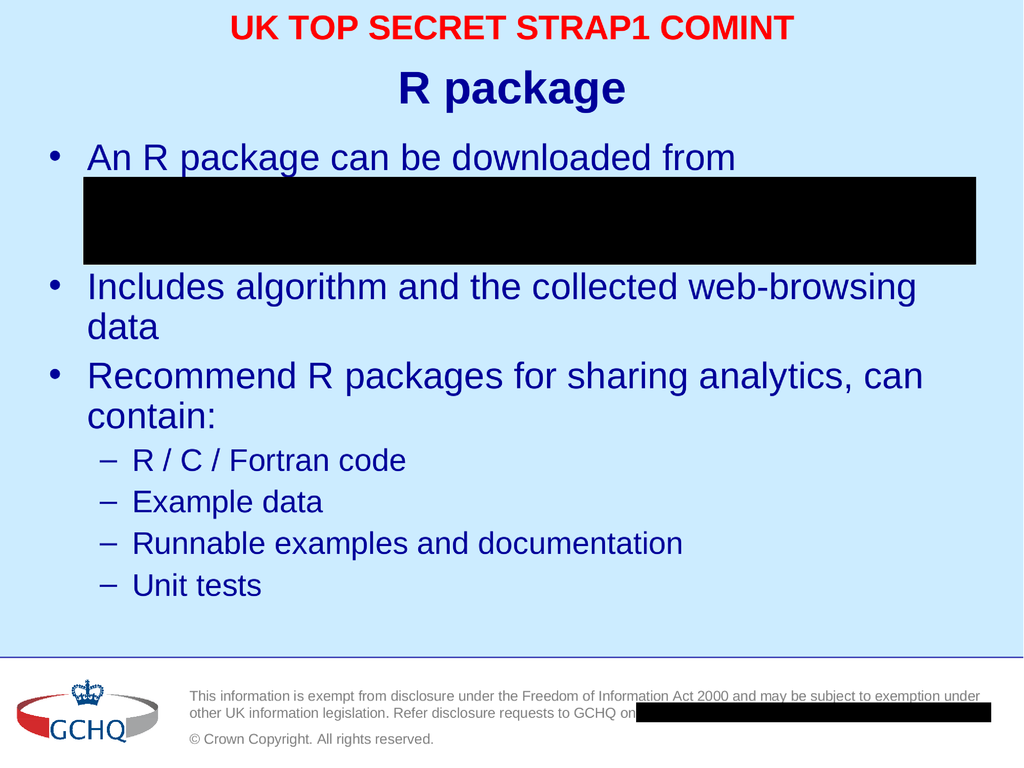 UK TOP SECRET STRAP1 COMINT
R package
• An R package can be downloaded from
• Includes algorithm and the collected web-browsing
data
• Recommend R packages for sharing analytics, can
contain:
– R / C / Fortran code
– Example data
– Runnable examples and documentation
– Unit tests
GCHQ
This information is exempt from disclosure under the Freedom of Information Act 2000 and may be subject to exemption under
other UK information legislation. Refer disclosure requests to GCHQ on
© Crown Copyright. All rights reserved.